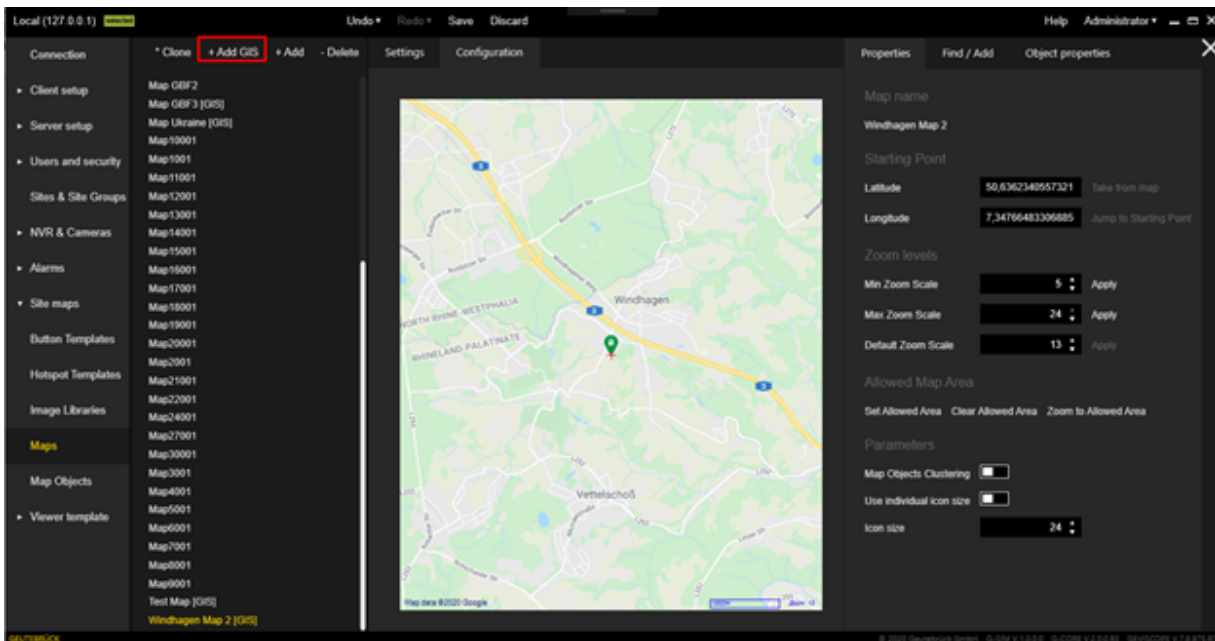 Local (127.0.0.1) selected Undo Redo Save Discard Help Administrator
Connection
Client setup
Server setup
Users and security
Sites & Site Groups
NVR & Cameras
Alarms
Site maps
Button Templates
Hotspot Templates
Image Libraries
Maps
Map Objects
Viewer template
* Clone + Add GIS + Add - Delete
Map GBF2
Map GBF3 [GIS]
Map Ukraine [GIS]
Map10001
Map1001
Map11001
Map12001
Map13001
Map14001
Map15001
Map16001
Map17001
Map18001
Map19001
Map20001
Map2001
Map21001
Map22001
Map24001
Map27001
Map30001
Map3001
Map4001
Map5001
Map6001
Map7001
Map8001
Map9001
Test Map [GIS]
Windhagen Map 2 [GIS]
Settings Configuration
Windhagen
NORTH RHINE-WESTPHALIA
RHINELAND-PALATINATE
Vettelschoß
Map data ©2020 Google
Zoom: 13
Properties Find / Add Object properties
Map name
Windhagen Map 2
Starting Point
Latitude 50,6362340557321 Take from map
Longitude 7,34766483306885 Jump to Starting Point
Zoom levels
Min Zoom Scale 5 Apply
Max Zoom Scale 24 Apply
Default Zoom Scale 13 Apply
Allowed Map Area
Set Allowed Area Clear Allowed Area Zoom to Allowed Area
Parameters
Map Objects Clustering
Use individual icon size
Icon size 24
GEUTEBRÜCK